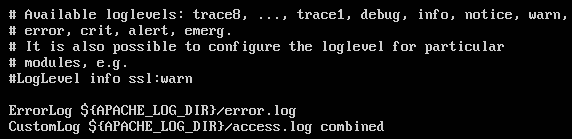 # Available loglevels: trace8, ..., trace1, debug, info, notice, warn,
# error, crit, alert, emerg.
# It is also possible to configure the loglevel for particular
# modules, e.g.
#LogLevel info ssl:warn
ErrorLog ${APACHE_LOG_DIR}/error.log
CustomLog ${APACHE_LOG_DIR}/access.log combined